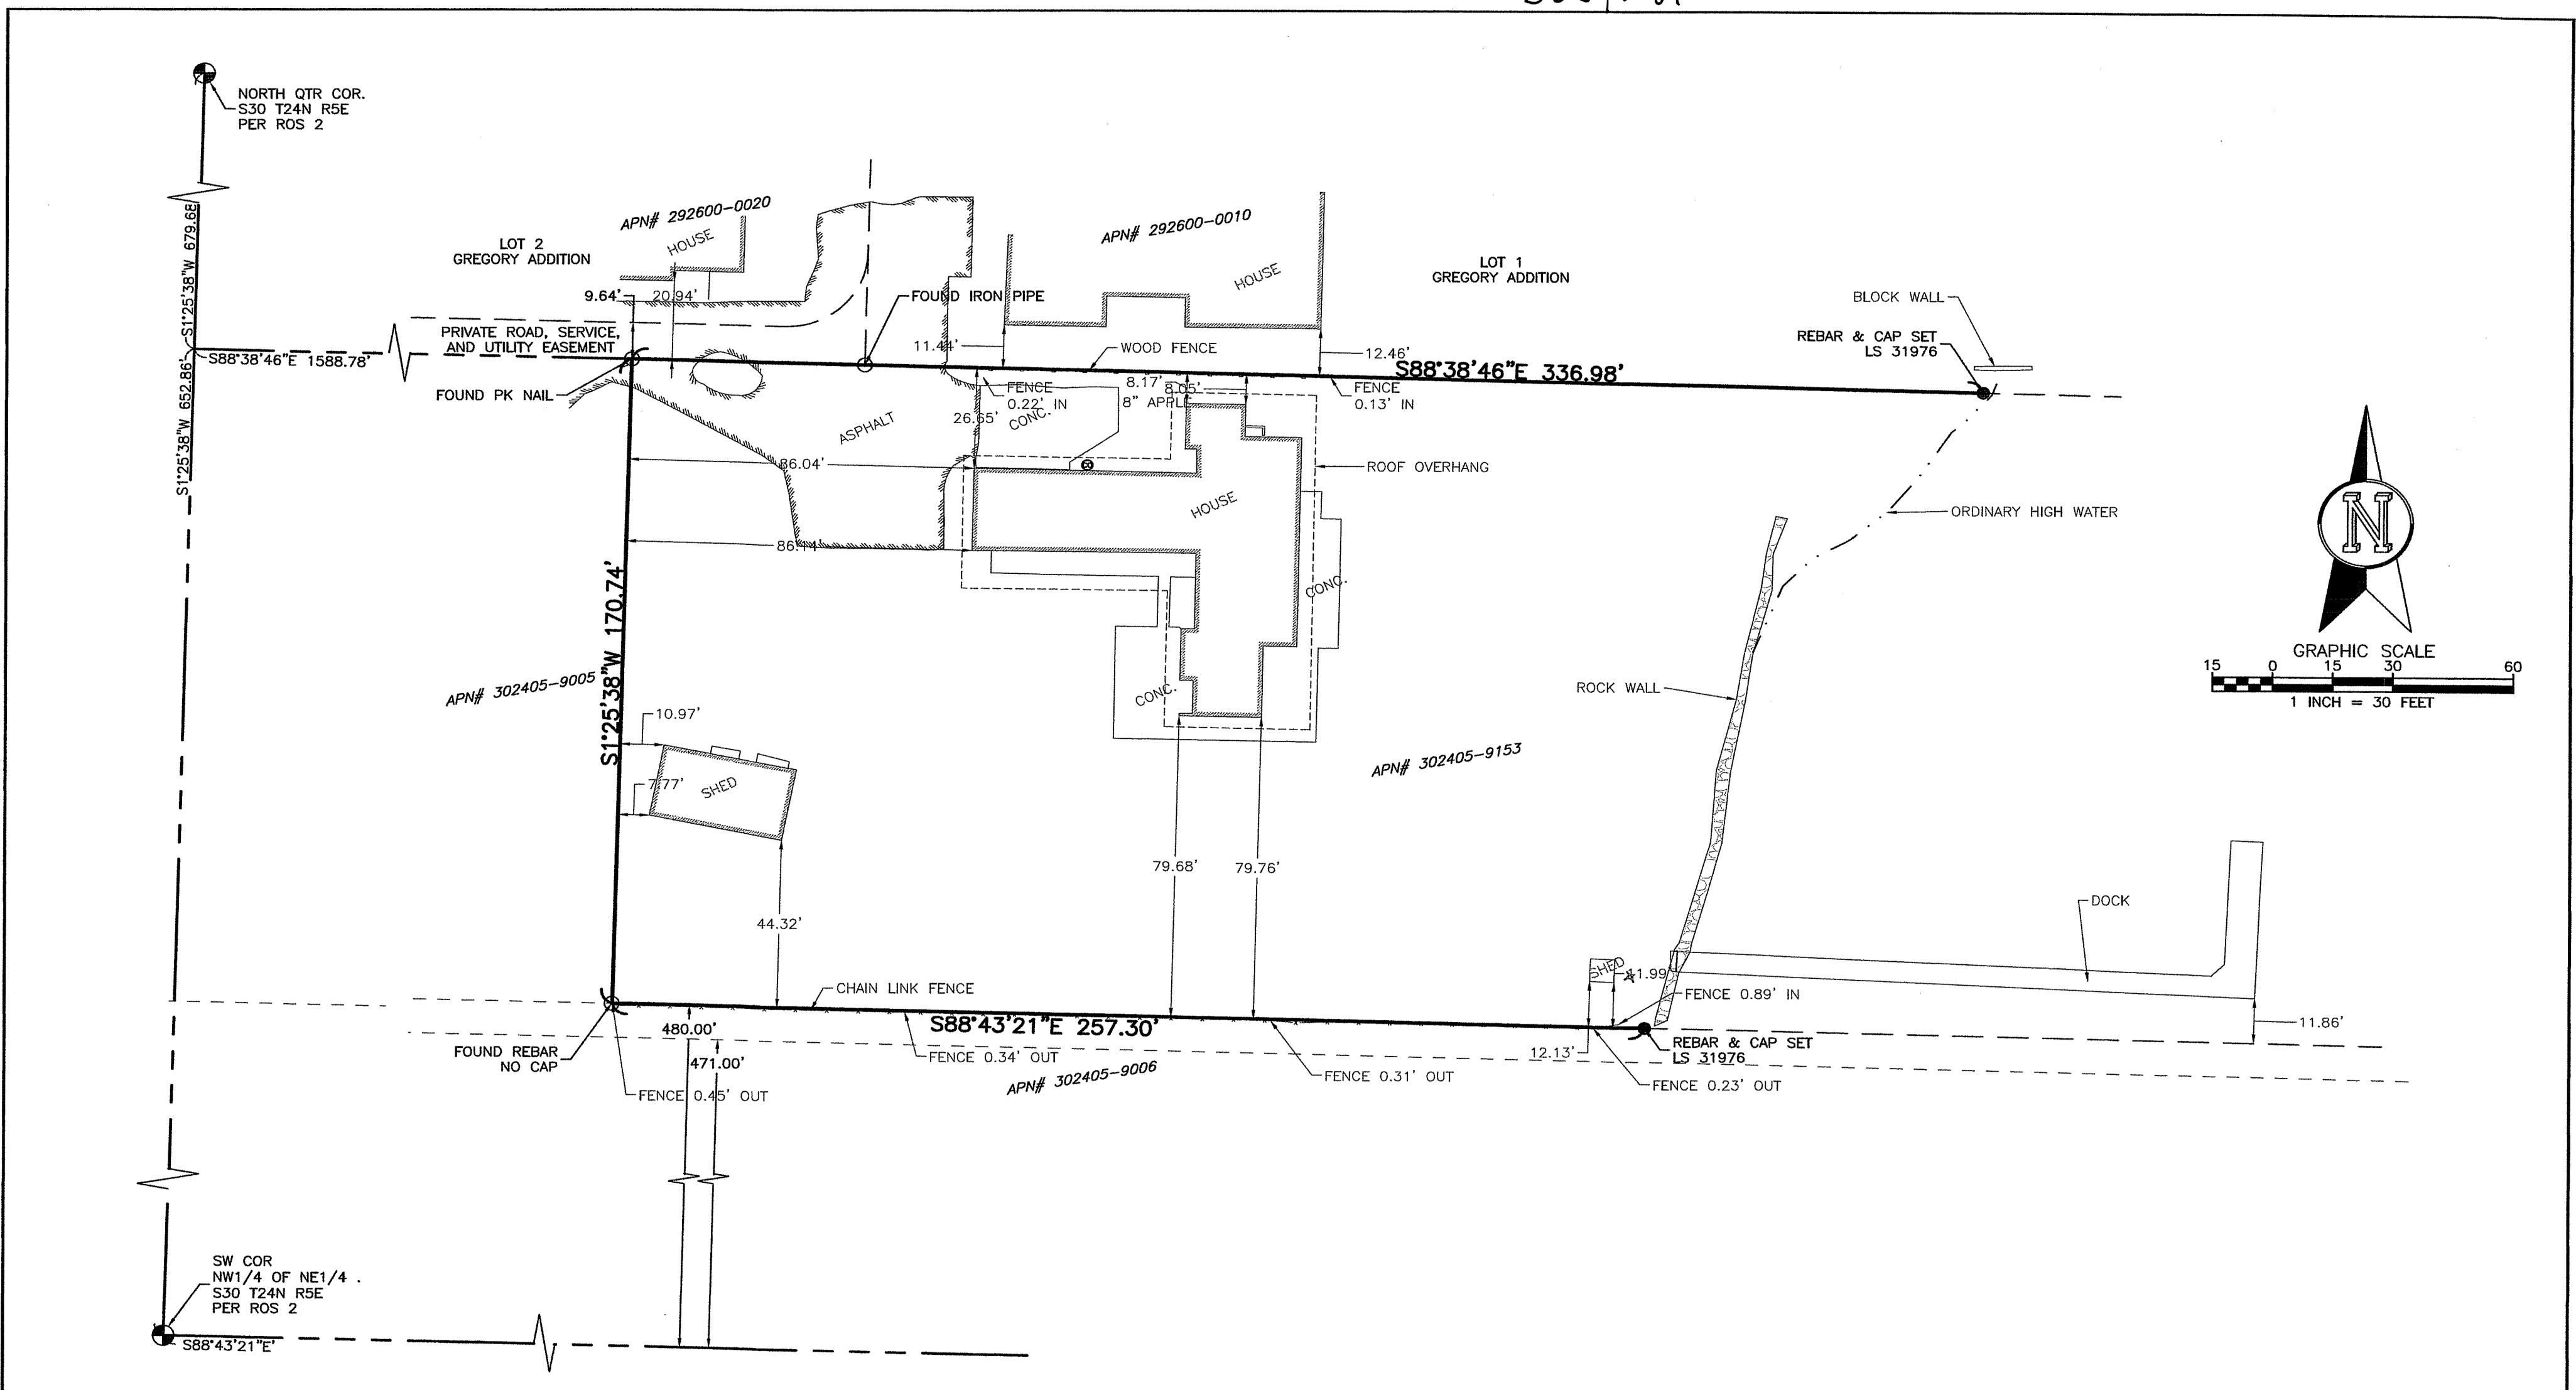 NORTH QTR COR.
S30 T24N R5E
PER ROS 2
S1°25'38"W 679.68
S1°25'38"W 652.86'
S88°38'46"E 1588.78'
LOT 2
GREGORY ADDITION
APN# 292600-0020
HOUSE
9.64'
20.94'
PRIVATE ROAD, SERVICE,
AND UTILITY EASEMENT
FOUND PK NAIL
FOUND IRON PIPE
APN# 292600-0010
HOUSE
LOT 1
GREGORY ADDITION
11.44'
WOOD FENCE
12.46'
S88°38'46"E 336.98'
BLOCK WALL
REBAR & CAP SET
LS 31976
FENCE
0.22' IN
8.17'
8.05'
8" APPLE
FENCE
0.13' IN
26.65'
CONC.
ASPHALT
86.04'
ROOF OVERHANG
HOUSE
86.14'
ORDINARY HIGH WATER
CONC.
S1°25'38"W 170.74'
APN# 302405-9005
CONC.
ROCK WALL
N
GRAPHIC SCALE
15 0 15 30 60
1 INCH = 30 FEET
10.97'
7.77'
SHED
APN# 302405-9153
79.68'
79.76'
44.32'
DOCK
CHAIN LINK FENCE
SHED
11.99
FENCE 0.89' IN
11.86'
480.00'
S88°43'21"E 257.30'
FOUND REBAR
NO CAP
471.00'
FENCE 0.34' OUT
12.13'
REBAR & CAP SET
LS 31976
APN# 302405-9006
FENCE 0.31' OUT
FENCE 0.23' OUT
FENCE 0.45' OUT
SW COR
NW1/4 OF NE1/4 .
S30 T24N R5E
PER ROS 2
S88°43'21"E'